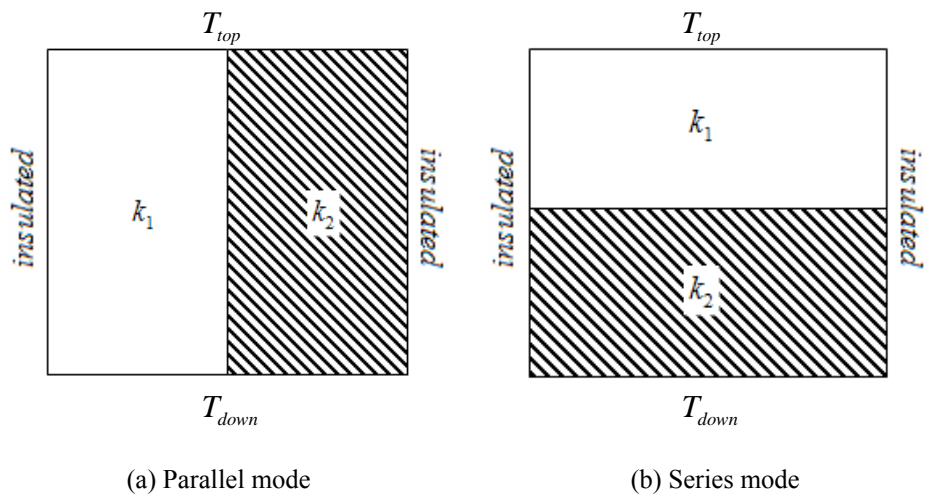 T_top
T_top
insulated
k_1
k_2
insulated
insulated
k_1
k_2
insulated
T_down
T_down
(a) Parallel mode
(b) Series mode